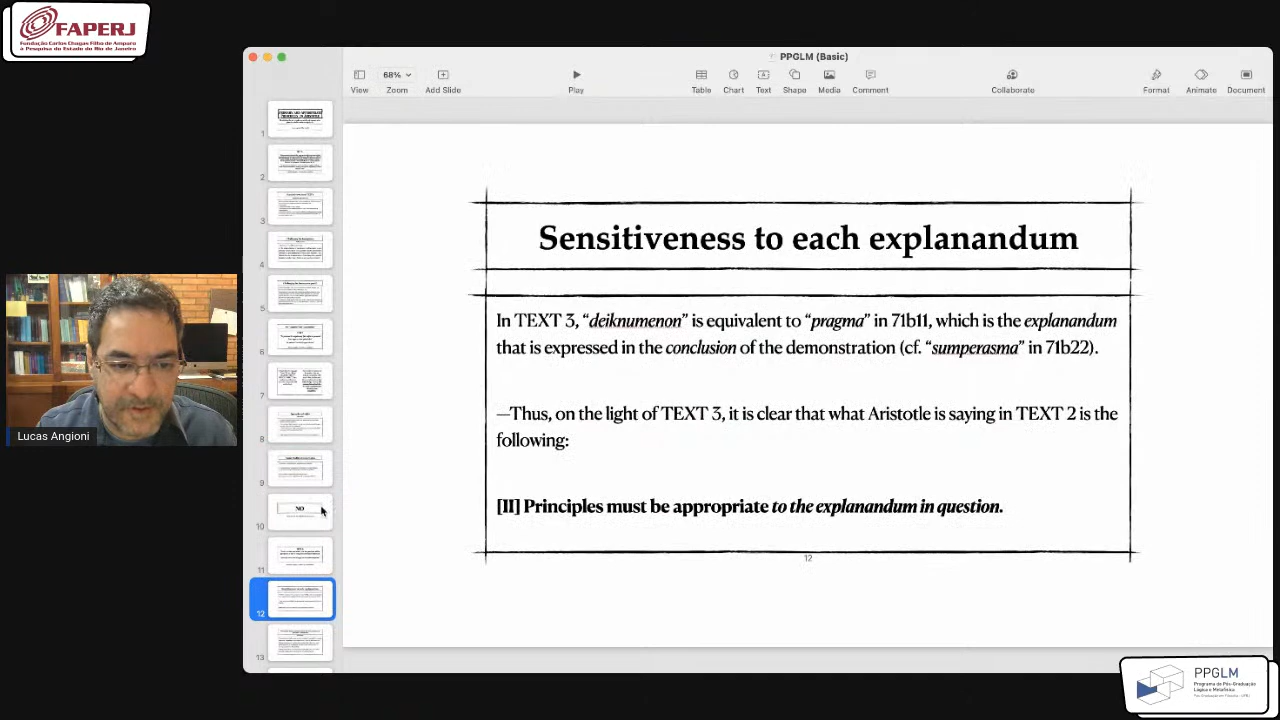 FAPERJ
Fundação Carlos Chagas Filho de Amparo
à Pesquisa do Estado do Rio de Janeiro
PPGLM (Basic)
68%
View
Zoom
Add Slide
Play
Table
Chart
Text
Shape
Media
Comment
Collaborate
Format
Animate
Document
1
2
3
4
5
6
7
8
9
NO
10
11
12
13
Sensitiveness to each explanandum
In TEXT 3, “deiknumenon” is equivalent to “pragma” in 71b11, which is the explanandum
that is expressed in the conclusion of the demonstration (cf. “sumperasma” in 71b22).
—Thus, on the light of TEXT 3, it is clear that what Aristotle is saying in TEXT 2 is the
following:
[II] Principles must be appropriate to the explanandum in question.
12
Lucas Angioni
PPGLM
Programa de Pós-Graduação
Lógica e Metafísica